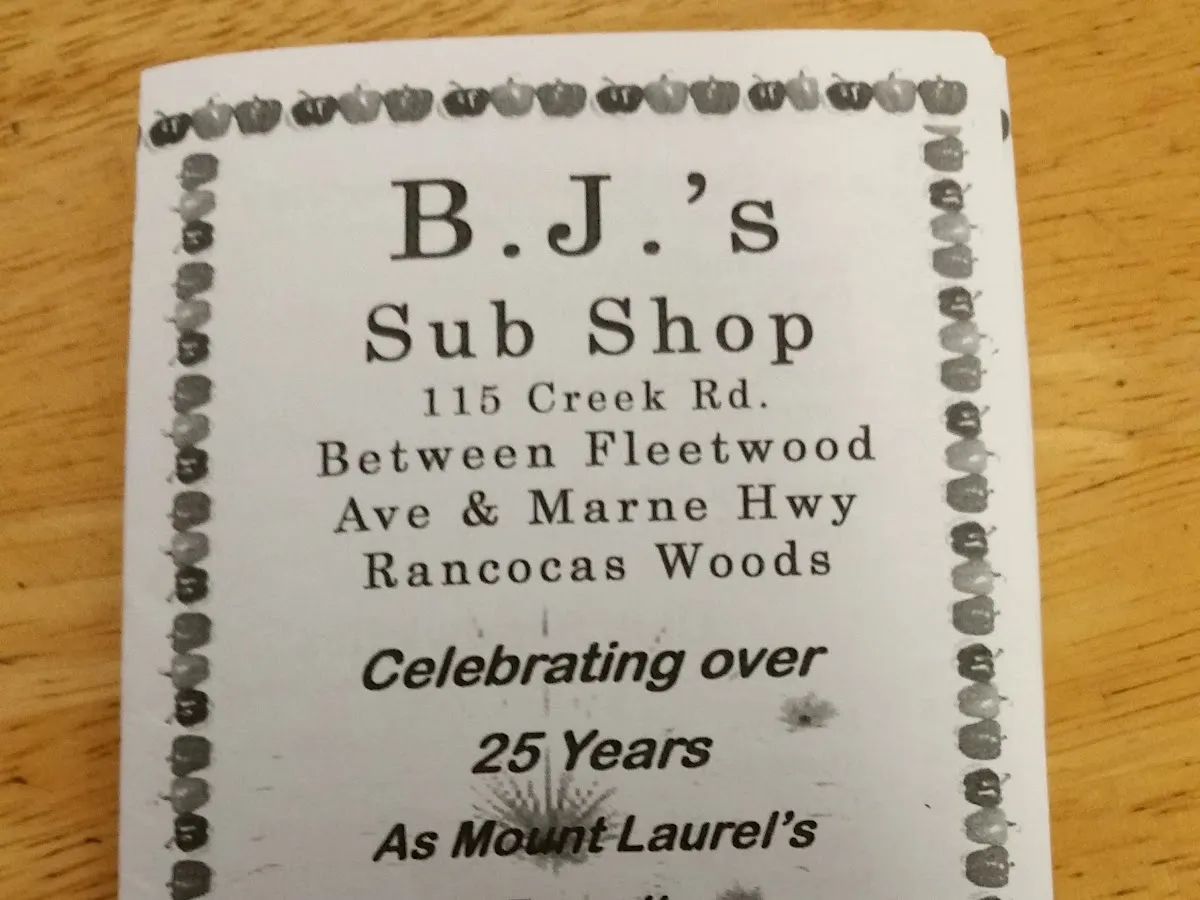 B.J.'s
Sub Shop
115 Creek Rd.
Between Fleetwood
Ave & Marne Hwy
Rancocas Woods
Celebrating over
25 Years
As Mount Laurel's